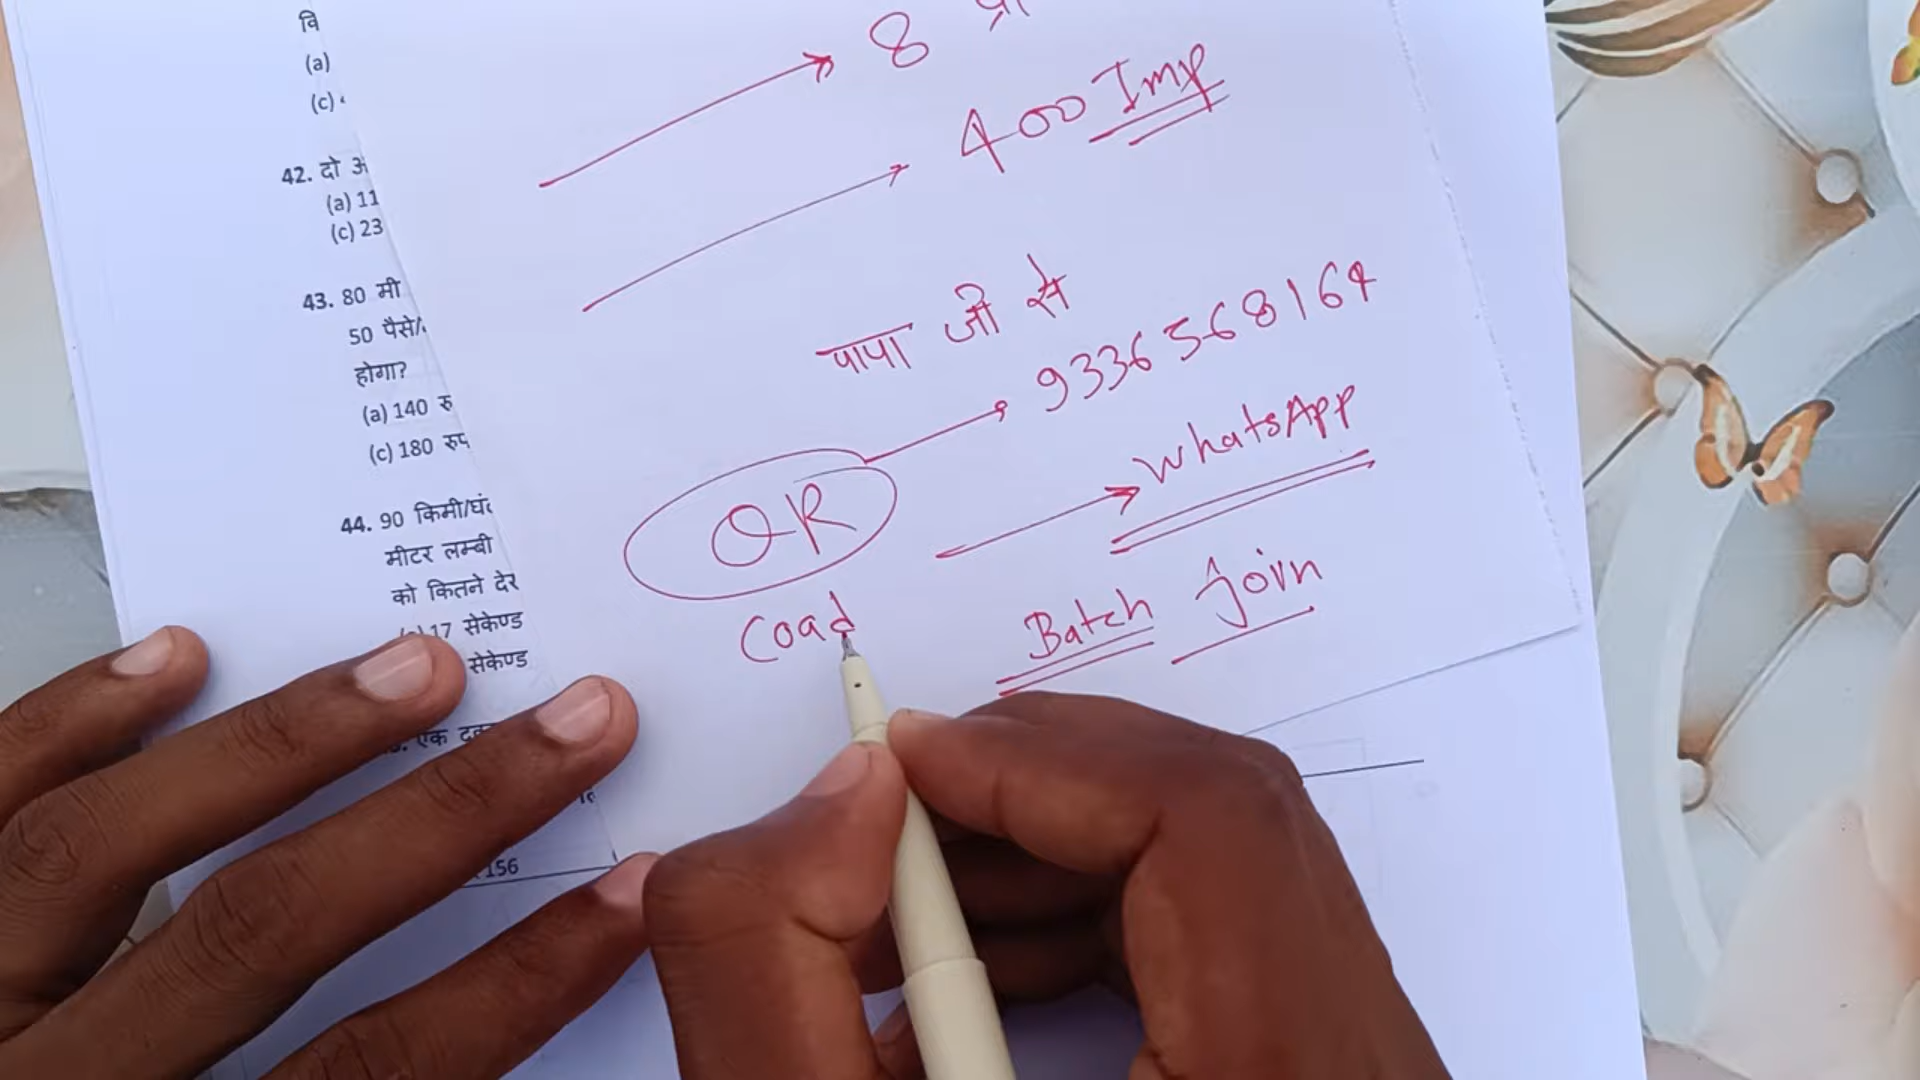 वि
(a)
(c)
42. दो
(a) 11
(c) 23
43. 80 मी
50 पैसे/
होगा?
(a) 140 रु
(c) 180 रुप
44. 90 किमी/घं
मीटर लम्बी
को कितने देर
17 सेकेण्ड
सेकेण्ड
एक
156
8
400 Imp
पापा जी से
9336568164
QR
Coad
WhatsApp
Batch Join